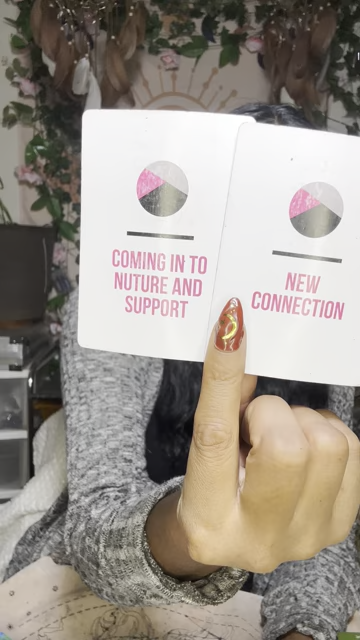 COMING IN TO
NUTURE AND
SUPPORT
NEW
CONNECTION